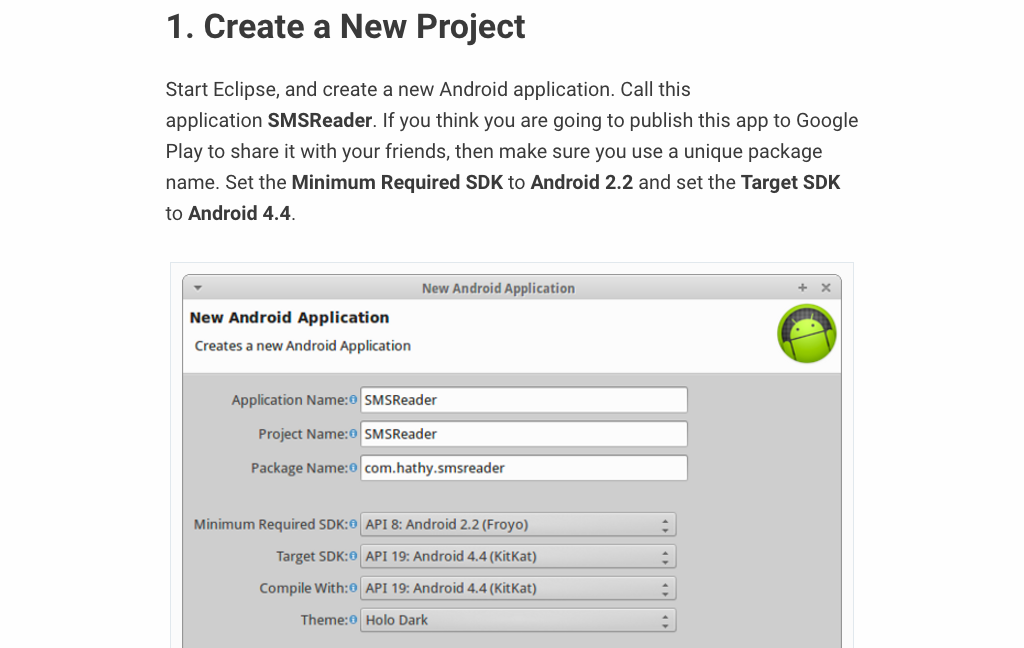 1. Create a New Project
Start Eclipse, and create a new Android application. Call this
application SMSReader. If you think you are going to publish this app to Google
Play to share it with your friends, then make sure you use a unique package
name. Set the Minimum Required SDK to Android 2.2 and set the Target SDK
to Android 4.4.
New Android Application
New Android Application
Creates a new Android Application
Application Name: SMSReader
Project Name: SMSReader
Package Name: com.hathy.smsreader
Minimum Required SDK: API 8: Android 2.2 (Froyo)
Target SDK: API 19: Android 4.4 (KitKat)
Compile With: API 19: Android 4.4 (KitKat)
Theme: Holo Dark